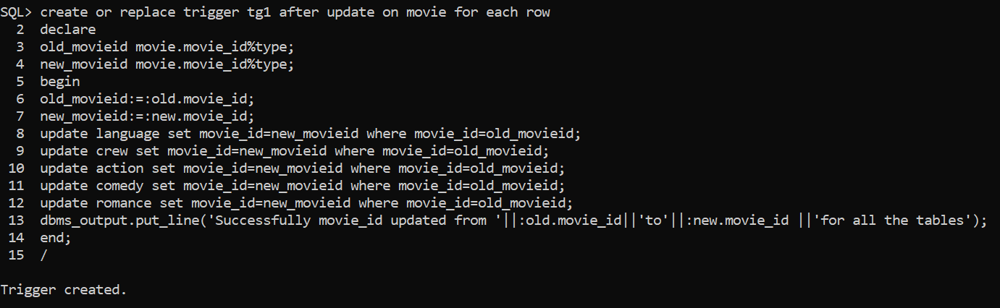 SQL> create or replace trigger tg1 after update on movie for each row
  2  declare
  3  old_movieid movie.movie_id%type;
  4  new_movieid movie.movie_id%type;
  5  begin
  6  old_movieid:=:old.movie_id;
  7  new_movieid:=:new.movie_id;
  8  update language set movie_id=new_movieid where movie_id=old_movieid;
  9  update crew set movie_id=new_movieid where movie_id=old_movieid;
 10  update action set movie_id=new_movieid where movie_id=old_movieid;
 11  update comedy set movie_id=new_movieid where movie_id=old_movieid;
 12  update romance set movie_id=new_movieid where movie_id=old_movieid;
 13  dbms_output.put_line('Successfully movie_id updated from '||:old.movie_id||'to'||:new.movie_id ||'for all the tables');
 14  end;
 15  /
Trigger created.